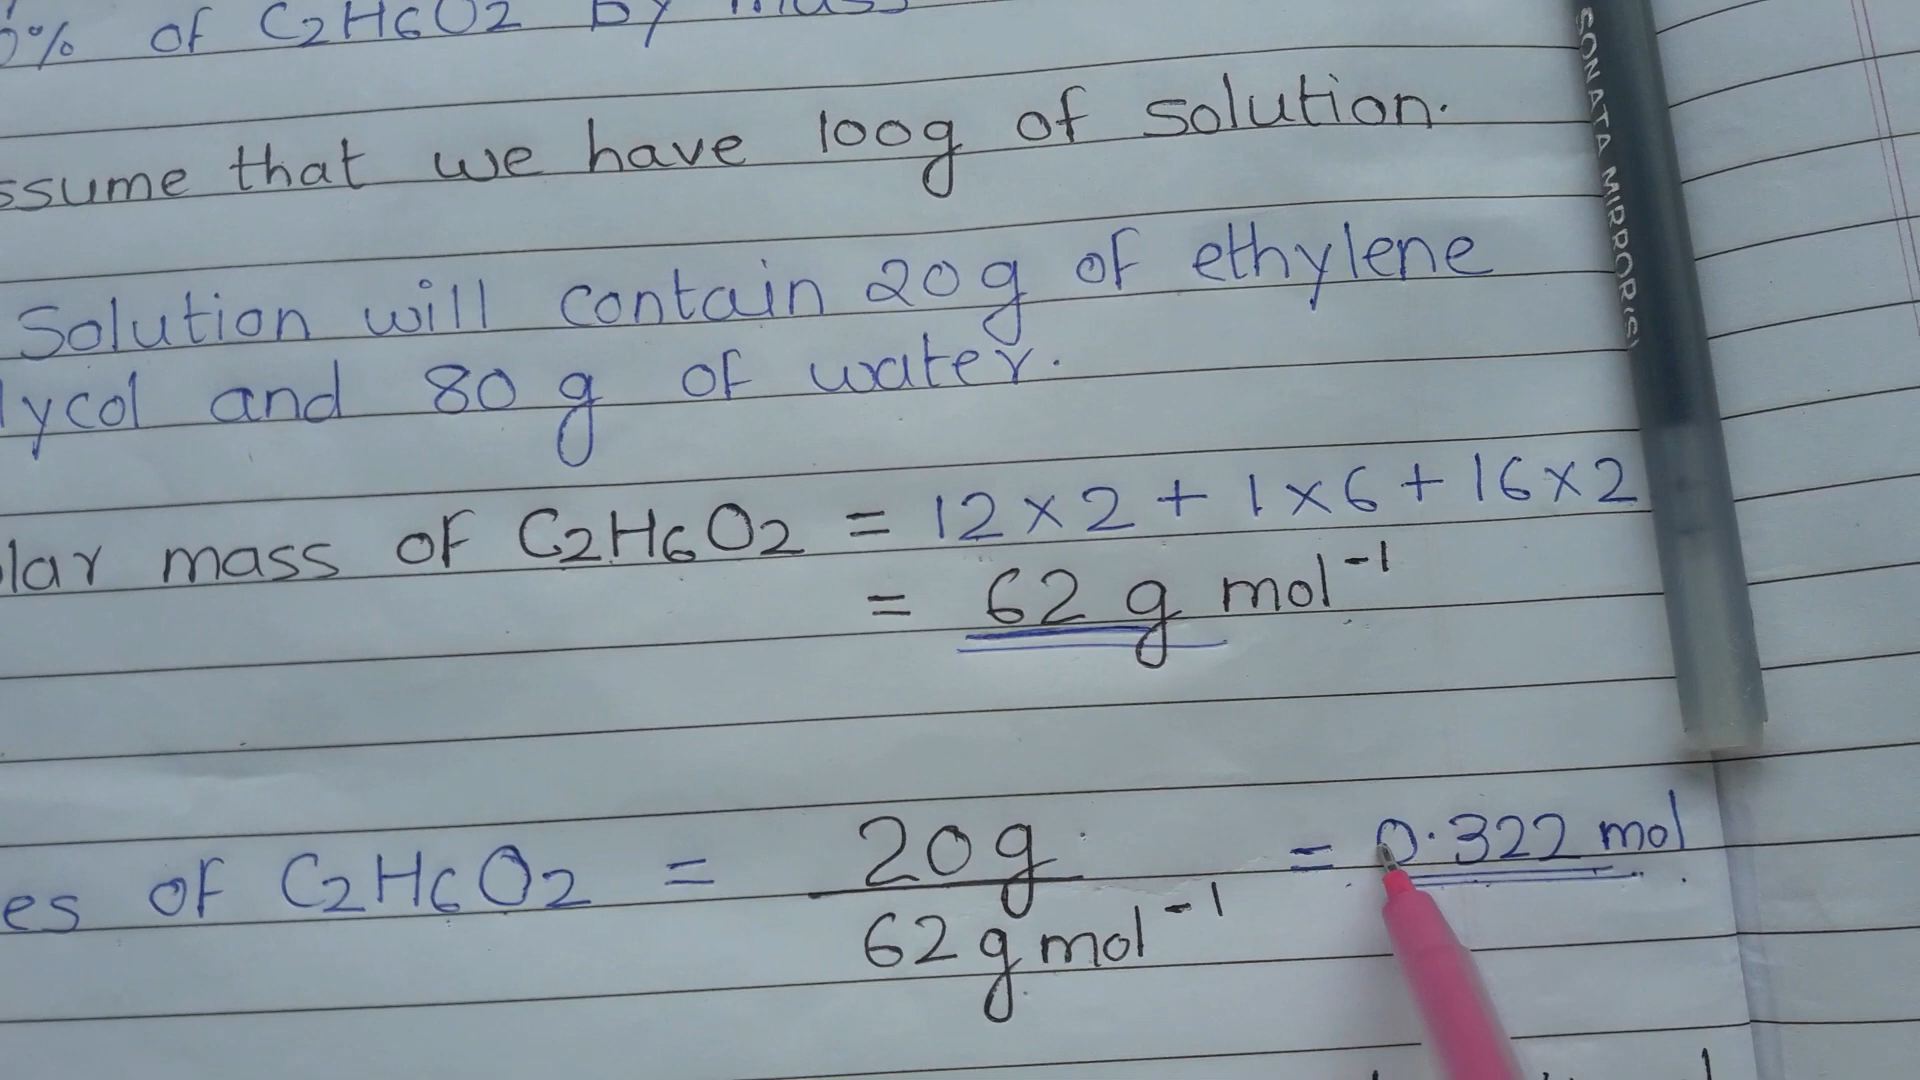 % of C2H6O2 by mass
ssume that we have 100g of solution.
Solution will contain 20g of ethylene
lycol and 80 g of water.
lar mass of C2H6O2 = 12 x 2 + 1 x 6 + 16 x 2
= 62 g mol⁻¹
es of C2H6O2 = 20g / 62 g mol⁻¹ = 0.322 mol
SONATA MIRROR(S)